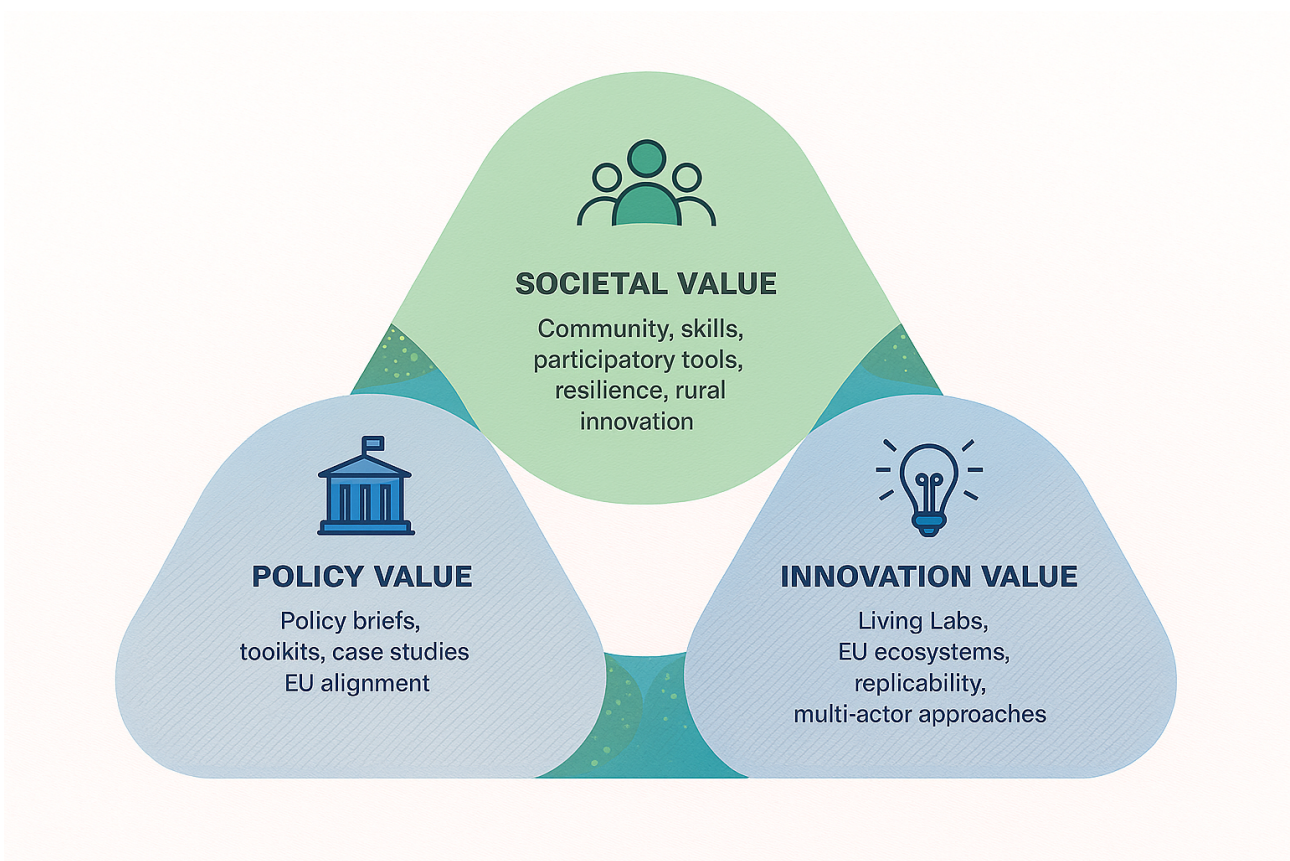 SOCIETAL VALUE
Community, skills,
participatory tools,
resilience, rural
innovation
POLICY VALUE
Policy briefs,
tooikits, case studies
EU alignment
INNOVATION VALUE
Living Labs,
EU ecosystems,
replicability,
multi-actor approaches